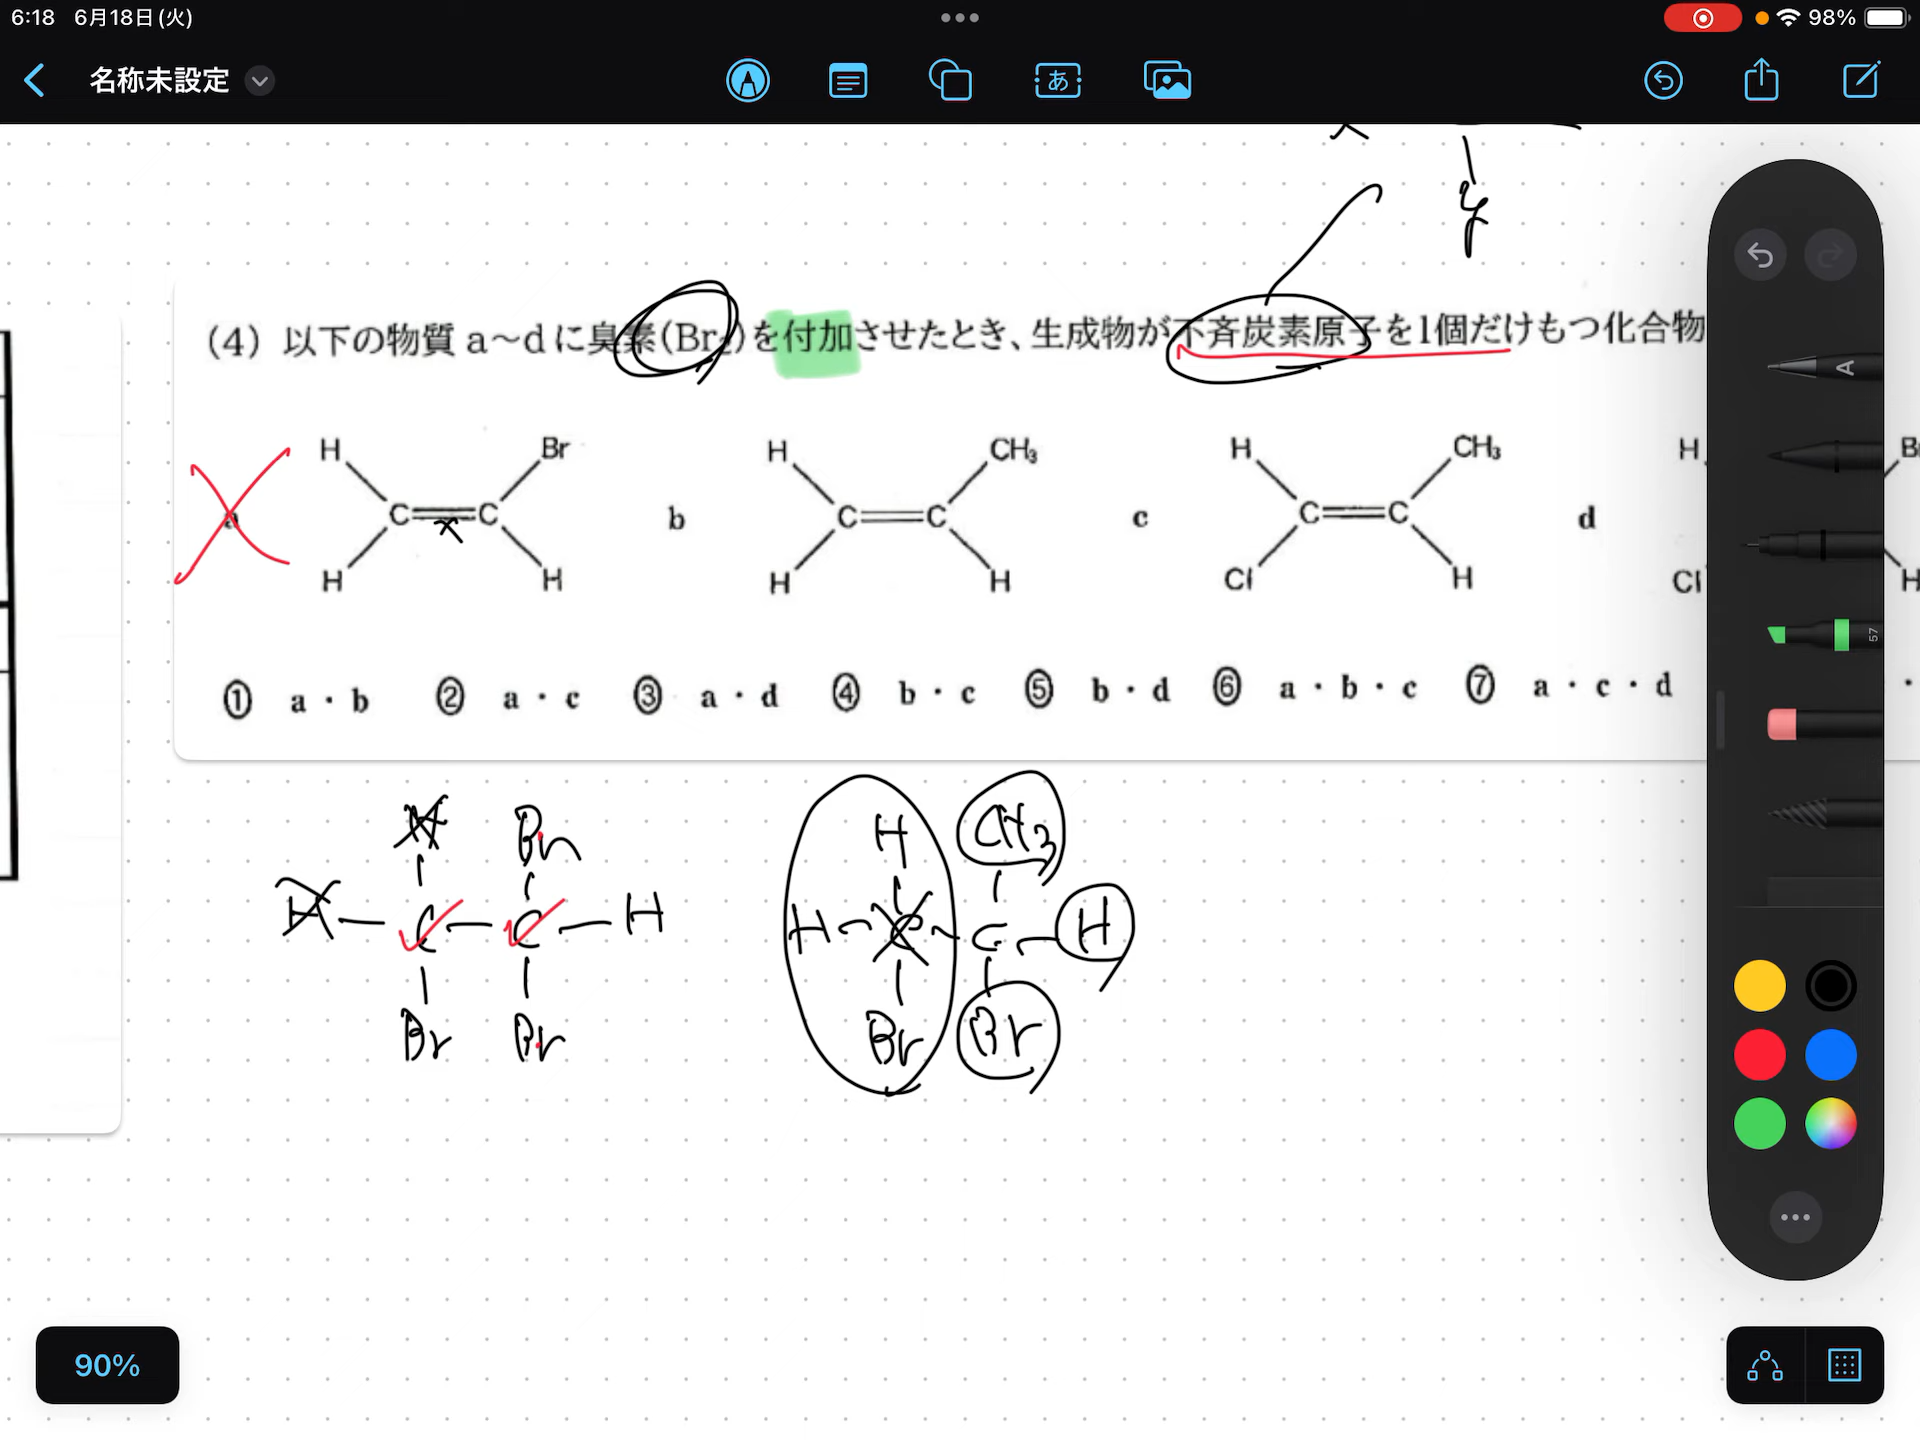 6:18 6月18日(火) 98%
名称未設定
あ
y
(4) 以下の物質 a〜d に臭素(Br₂)を付加させたとき、生成物が不斉炭素原子を1個だけもつ化合物
H Br H CH₃ H CH₃ H Br
a C=C b C=C c C=C d
H H H H Cl H Cl H
① a・b ② a・c ③ a・d ④ b・c ⑤ b・d ⑥ a・b・c ⑦ a・c・d ・
H Br H CH₃
H—C—C—H H—C—C—H
Br Br Br Br
A
57
90%